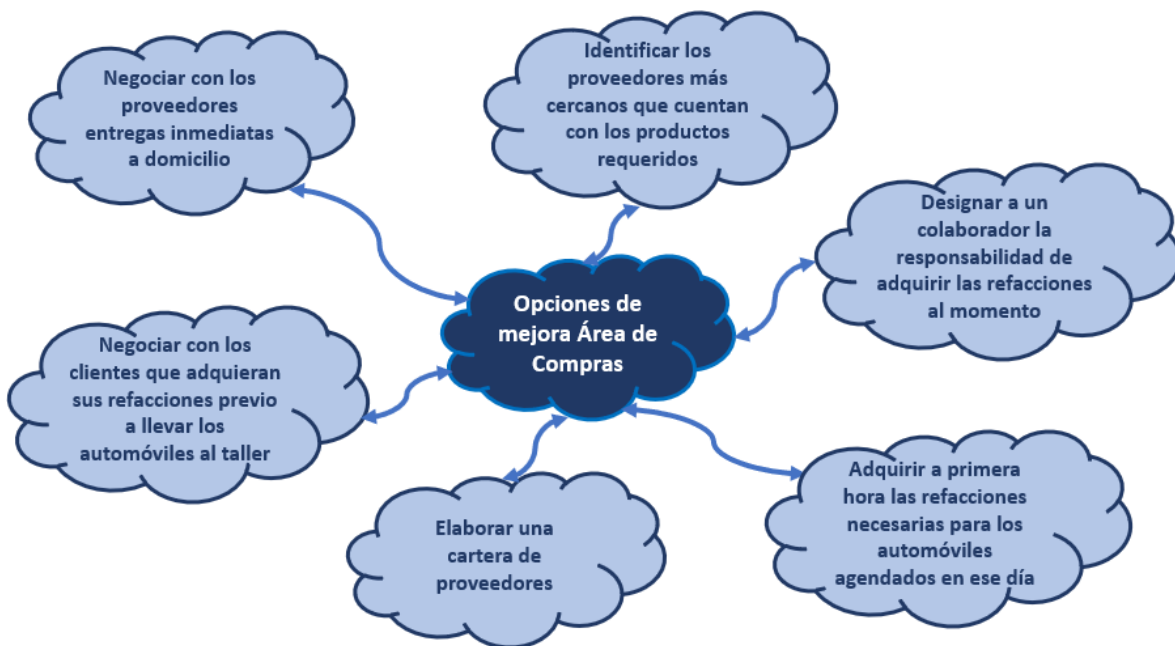 Negociar con los
proveedores
entregas inmediatas
a domicilio
Identificar los
proveedores más
cercanos que cuentan
con los productos
requeridos
Designar a un
colaborador la
responsabilidad de
adquirir las refacciones
al momento
Opciones de
mejora Área de
Compras
Negociar con los
clientes que adquieran
sus refacciones previo
a llevar los
automóviles al taller
Elaborar una
cartera de
proveedores
Adquirir a primera
hora las refacciones
necesarias para los
automóviles
agendados en ese día